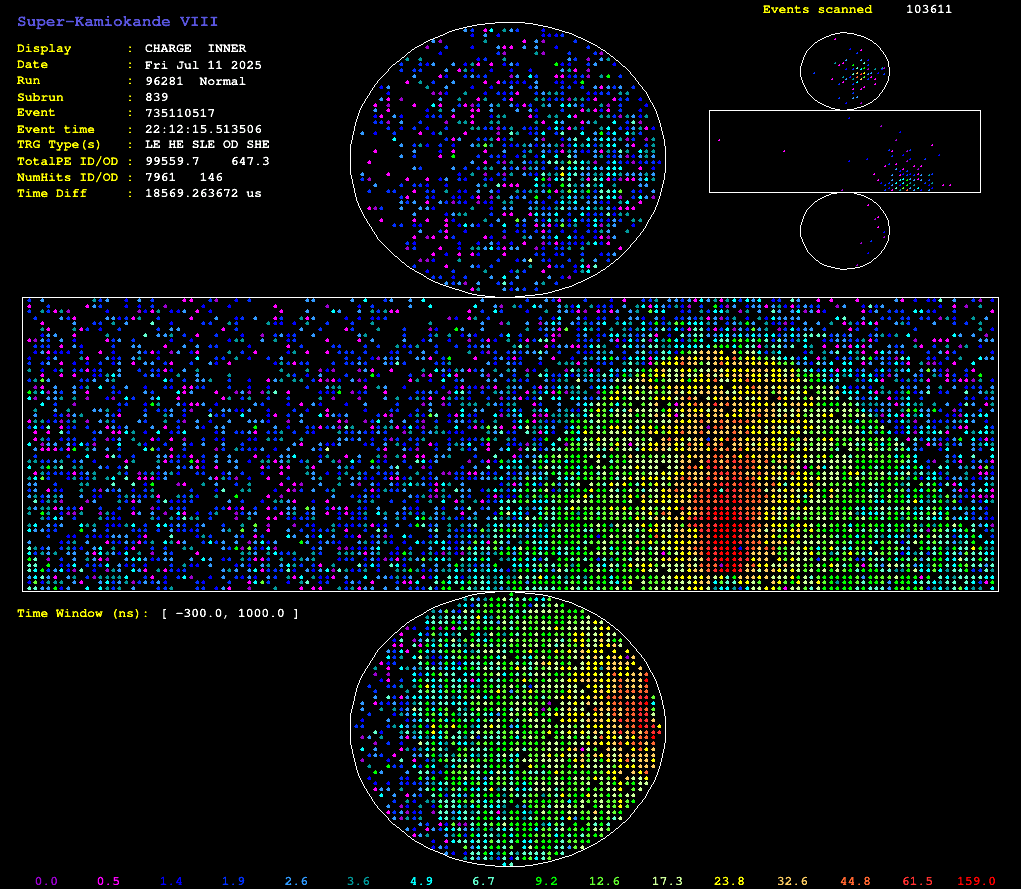 Super-Kamiokande VIII
Events scanned 103611
Display : CHARGE INNER
Date : Fri Jul 11 2025
Run : 96281 Normal
Subrun : 839
Event : 735110517
Event time : 22:12:15.513506
TRG Type(s) : LE HE SLE OD SHE
TotalPE ID/OD : 99559.7 647.3
NumHits ID/OD : 7961 146
Time Diff : 18569.263672 us
Time Window (ns): [ -300.0, 1000.0 ]
0.0 0.5 1.4 1.9 2.6 3.6 4.9 6.7 9.2 12.6 17.3 23.8 32.6 44.8 61.5 159.0